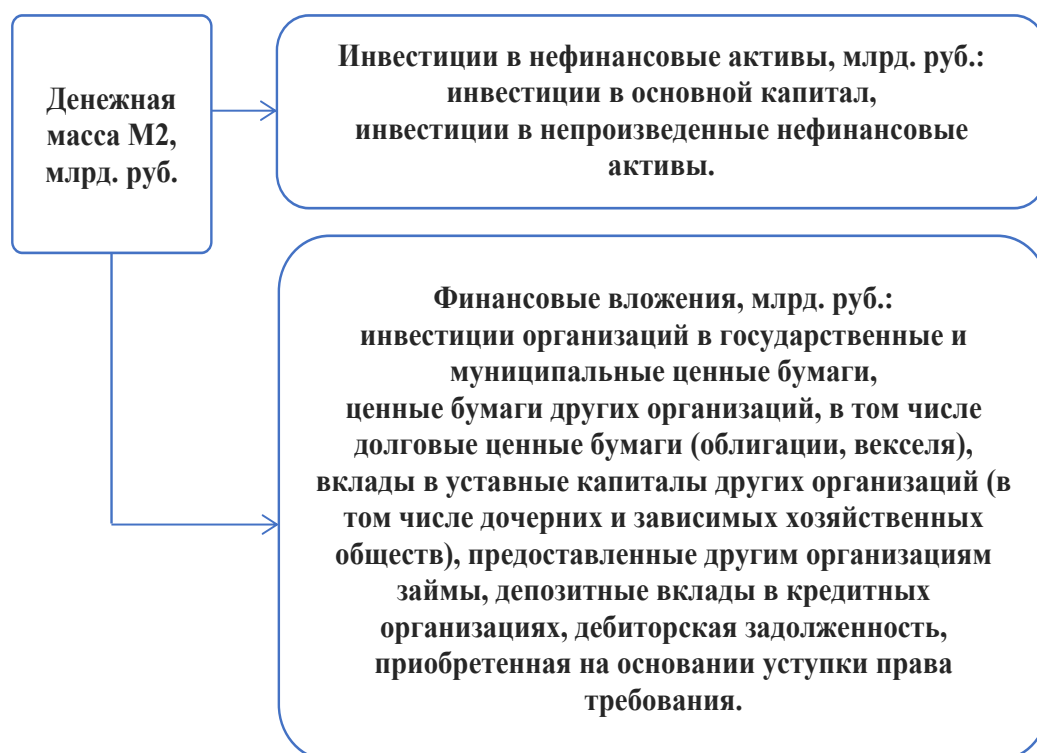 Денежная
масса М2,
млрд. руб.
Инвестиции в нефинансовые активы, млрд. руб.:
инвестиции в основной капитал,
инвестиции в непроизведенные нефинансовые
активы.
Финансовые вложения, млрд. руб.:
инвестиции организаций в государственные и
муниципальные ценные бумаги,
ценные бумаги других организаций, в том числе
долговые ценные бумаги (облигации, векселя),
вклады в уставные капиталы других организаций (в
том числе дочерних и зависимых хозяйственных
обществ), предоставленные другим организациям
займы, депозитные вклады в кредитных
организациях, дебиторская задолженность,
приобретенная на основании уступки права
требования.